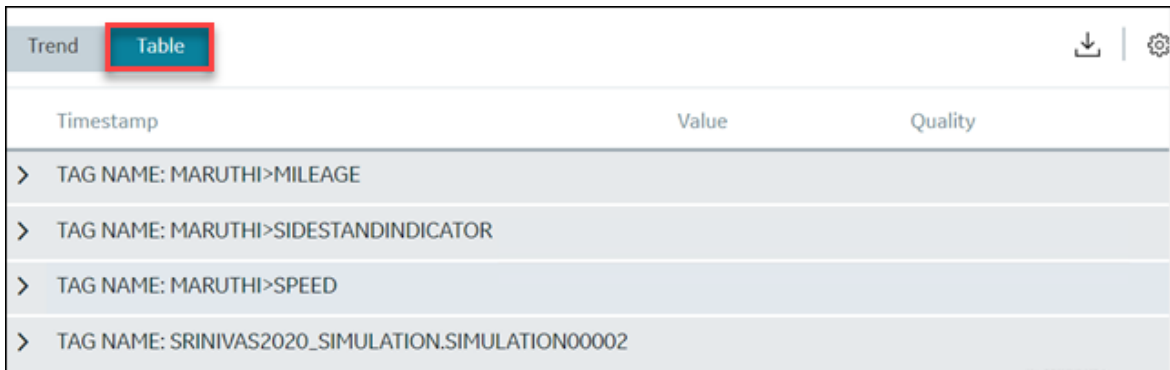 Trend Table
Timestamp Value Quality
TAG NAME: MARUTHI>MILEAGE
TAG NAME: MARUTHI>SIDESTANDINDICATOR
TAG NAME: MARUTHI>SPEED
TAG NAME: SRINIVAS2020_SIMULATION.SIMULATION00002